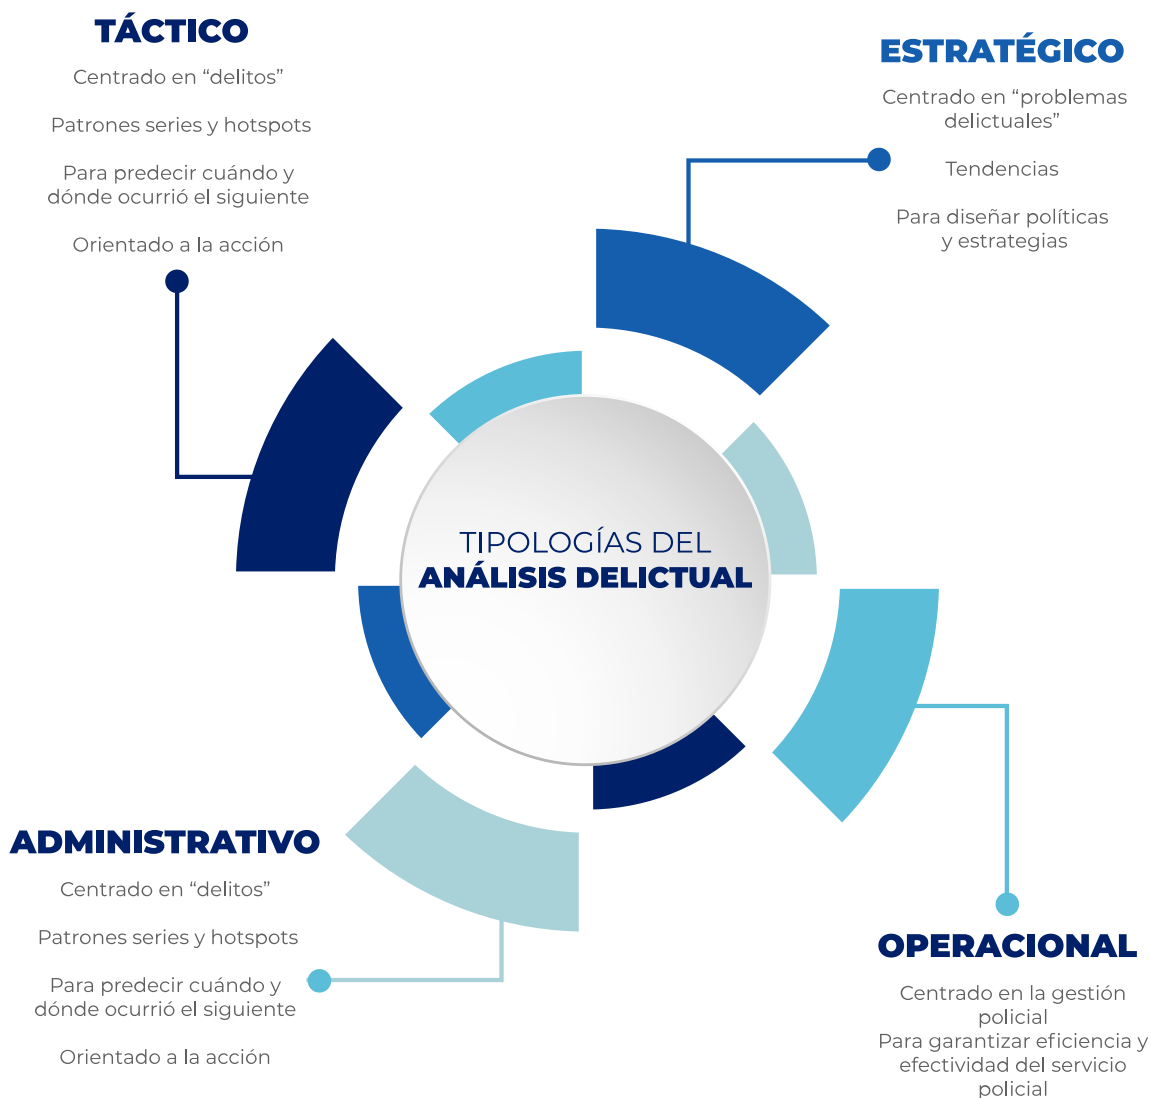 TÁCTICO
Centrado en “delitos”
Patrones series y hotspots
Para predecir cuándo y
dónde ocurrió el siguiente
Orientado a la acción
ESTRATÉGICO
Centrado en “problemas
delictuales”
Tendencias
Para diseñar políticas
y estrategias
TIPOLOGÍAS DEL
ANÁLISIS DELICTUAL
ADMINISTRATIVO
Centrado en “delitos”
Patrones series y hotspots
Para predecir cuándo y
dónde ocurrió el siguiente
Orientado a la acción
OPERACIONAL
Centrado en la gestión
policial
Para garantizar eficiencia y
efectividad del servicio
policial